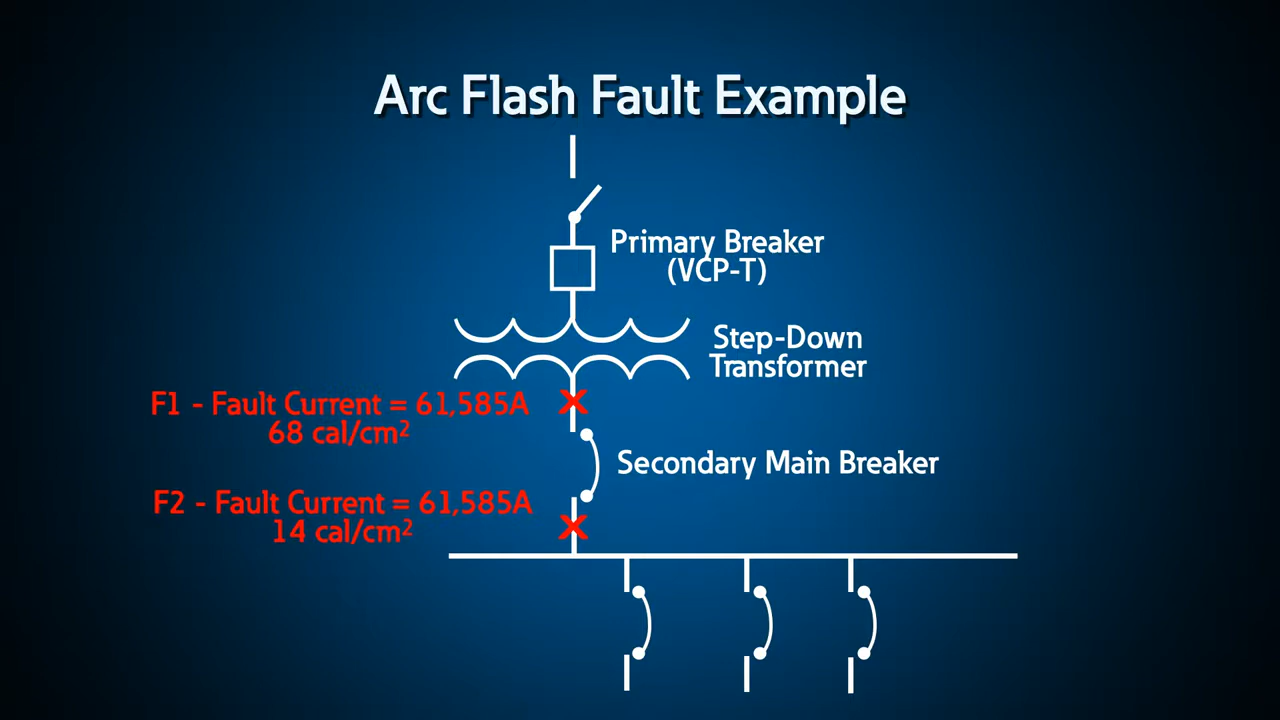 Arc Flash Fault Example
Primary Breaker
(VCP-T)
Step-Down
Transformer
F1 - Fault Current = 61,585A
68 cal/cm²
Secondary Main Breaker
F2 - Fault Current = 61,585A
14 cal/cm²